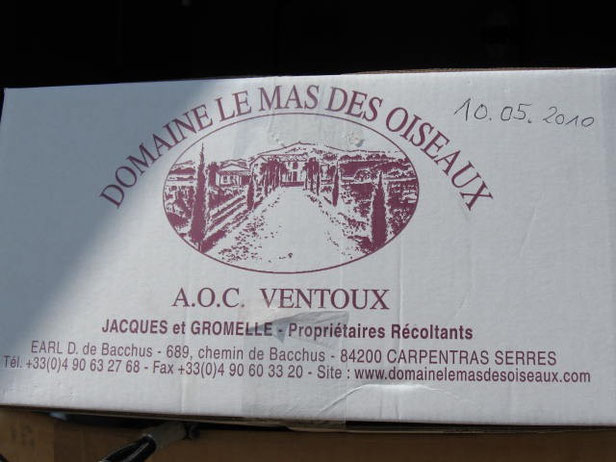 DOMAINE LE MAS DES OISEAUX
10.05.2010
A.O.C. VENTOUX
JACQUES et GROMELLE - Propriétaires Récoltants
EARL D. de Bacchus - 689, chemin de Bacchus - 84200 CARPENTRAS SERRES
Tél. +33(0)4 90 63 27 68 - Fax +33(0)4 90 60 33 20 - Site : www.domainelemasdesoiseaux.com